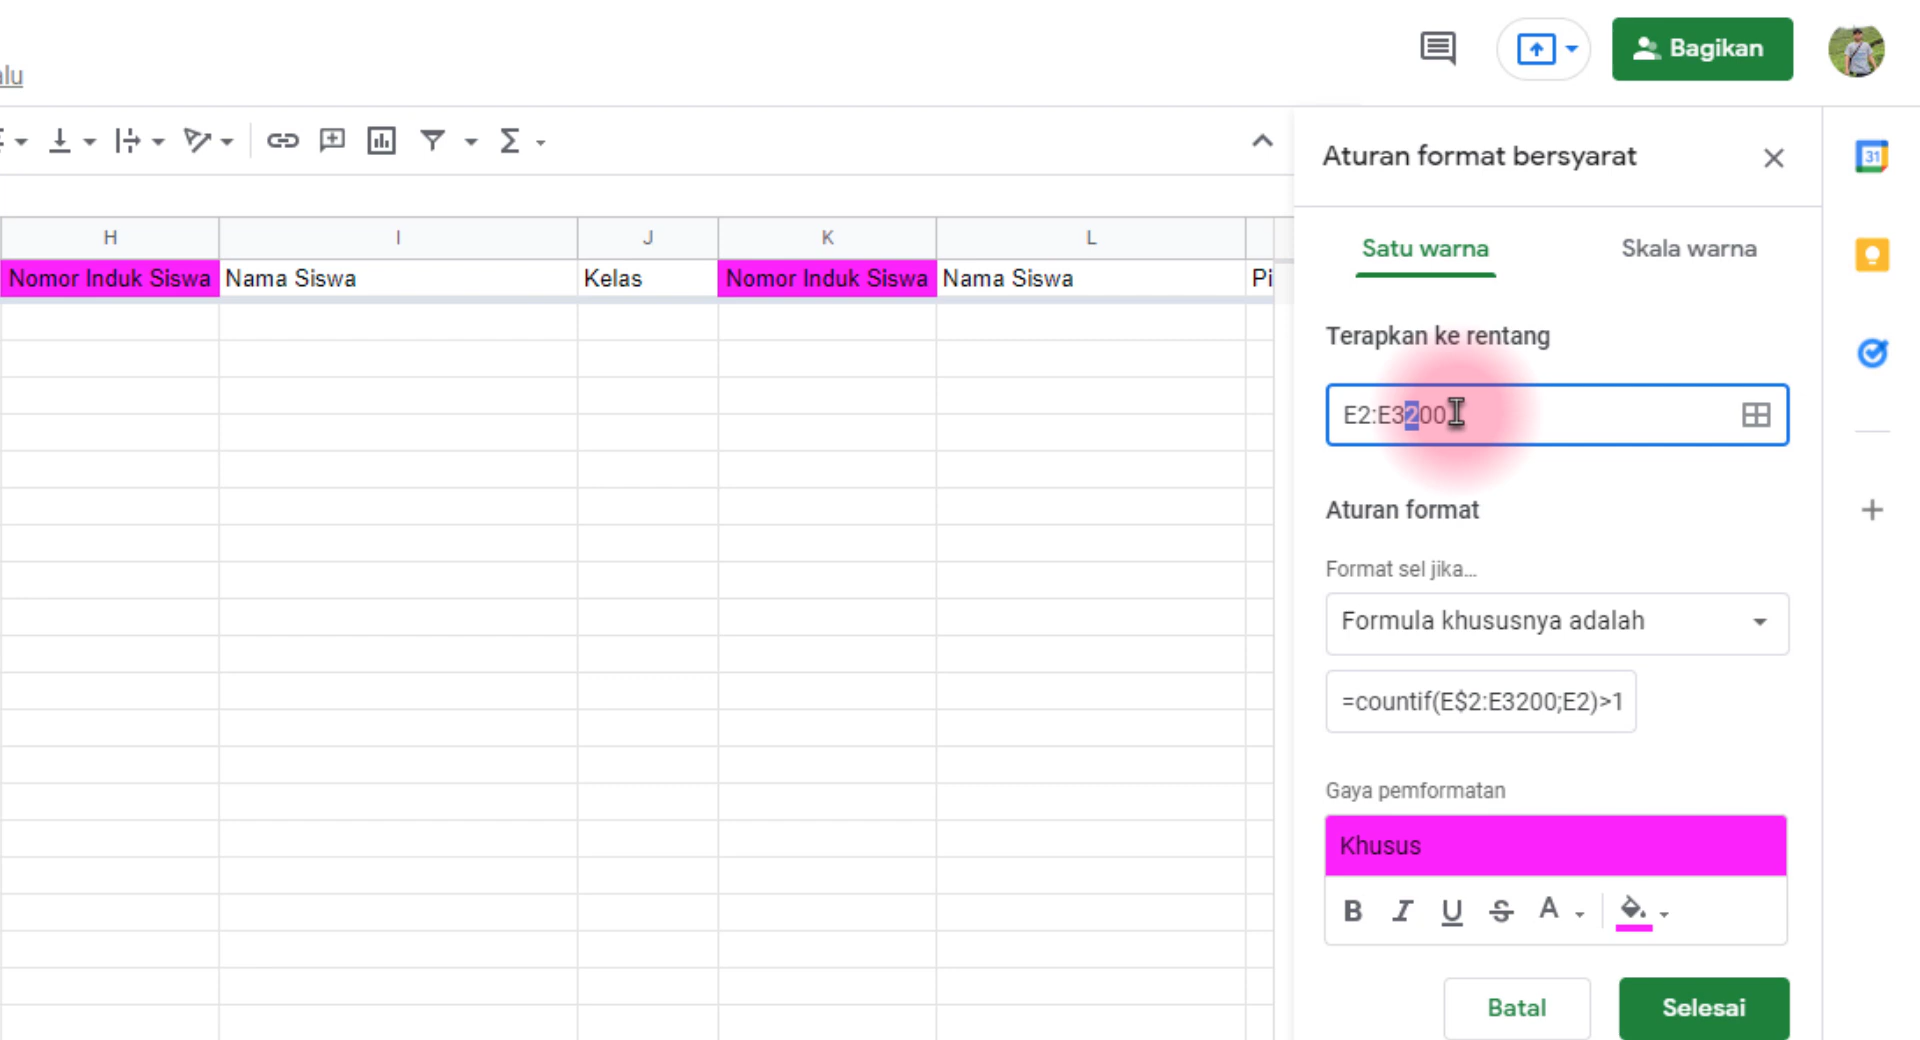 Bagikan
alu
Aturan format bersyarat
Satu warna
Skala warna
H
I
J
K
L
Nomor Induk Siswa
Nama Siswa
Kelas
Nomor Induk Siswa
Nama Siswa
Pi
Terapkan ke rentang
E2:E3200
Aturan format
Format sel jika...
Formula khususnya adalah
=countif(E$2:E3200;E2)>1
Gaya pemformatan
Khusus
B I U S A
Batal
Selesai
31